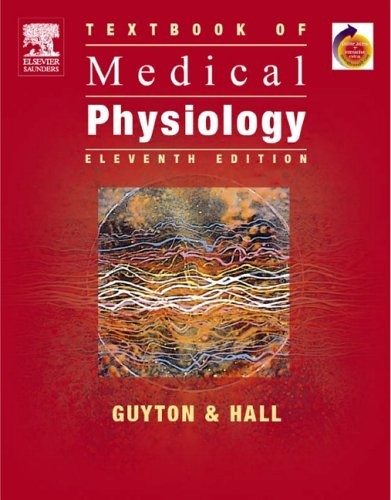 TEXTBOOK OF
Medical
Physiology
ELEVENTH EDITION
GUYTON & HALL
ELSEVIER
SAUNDERS